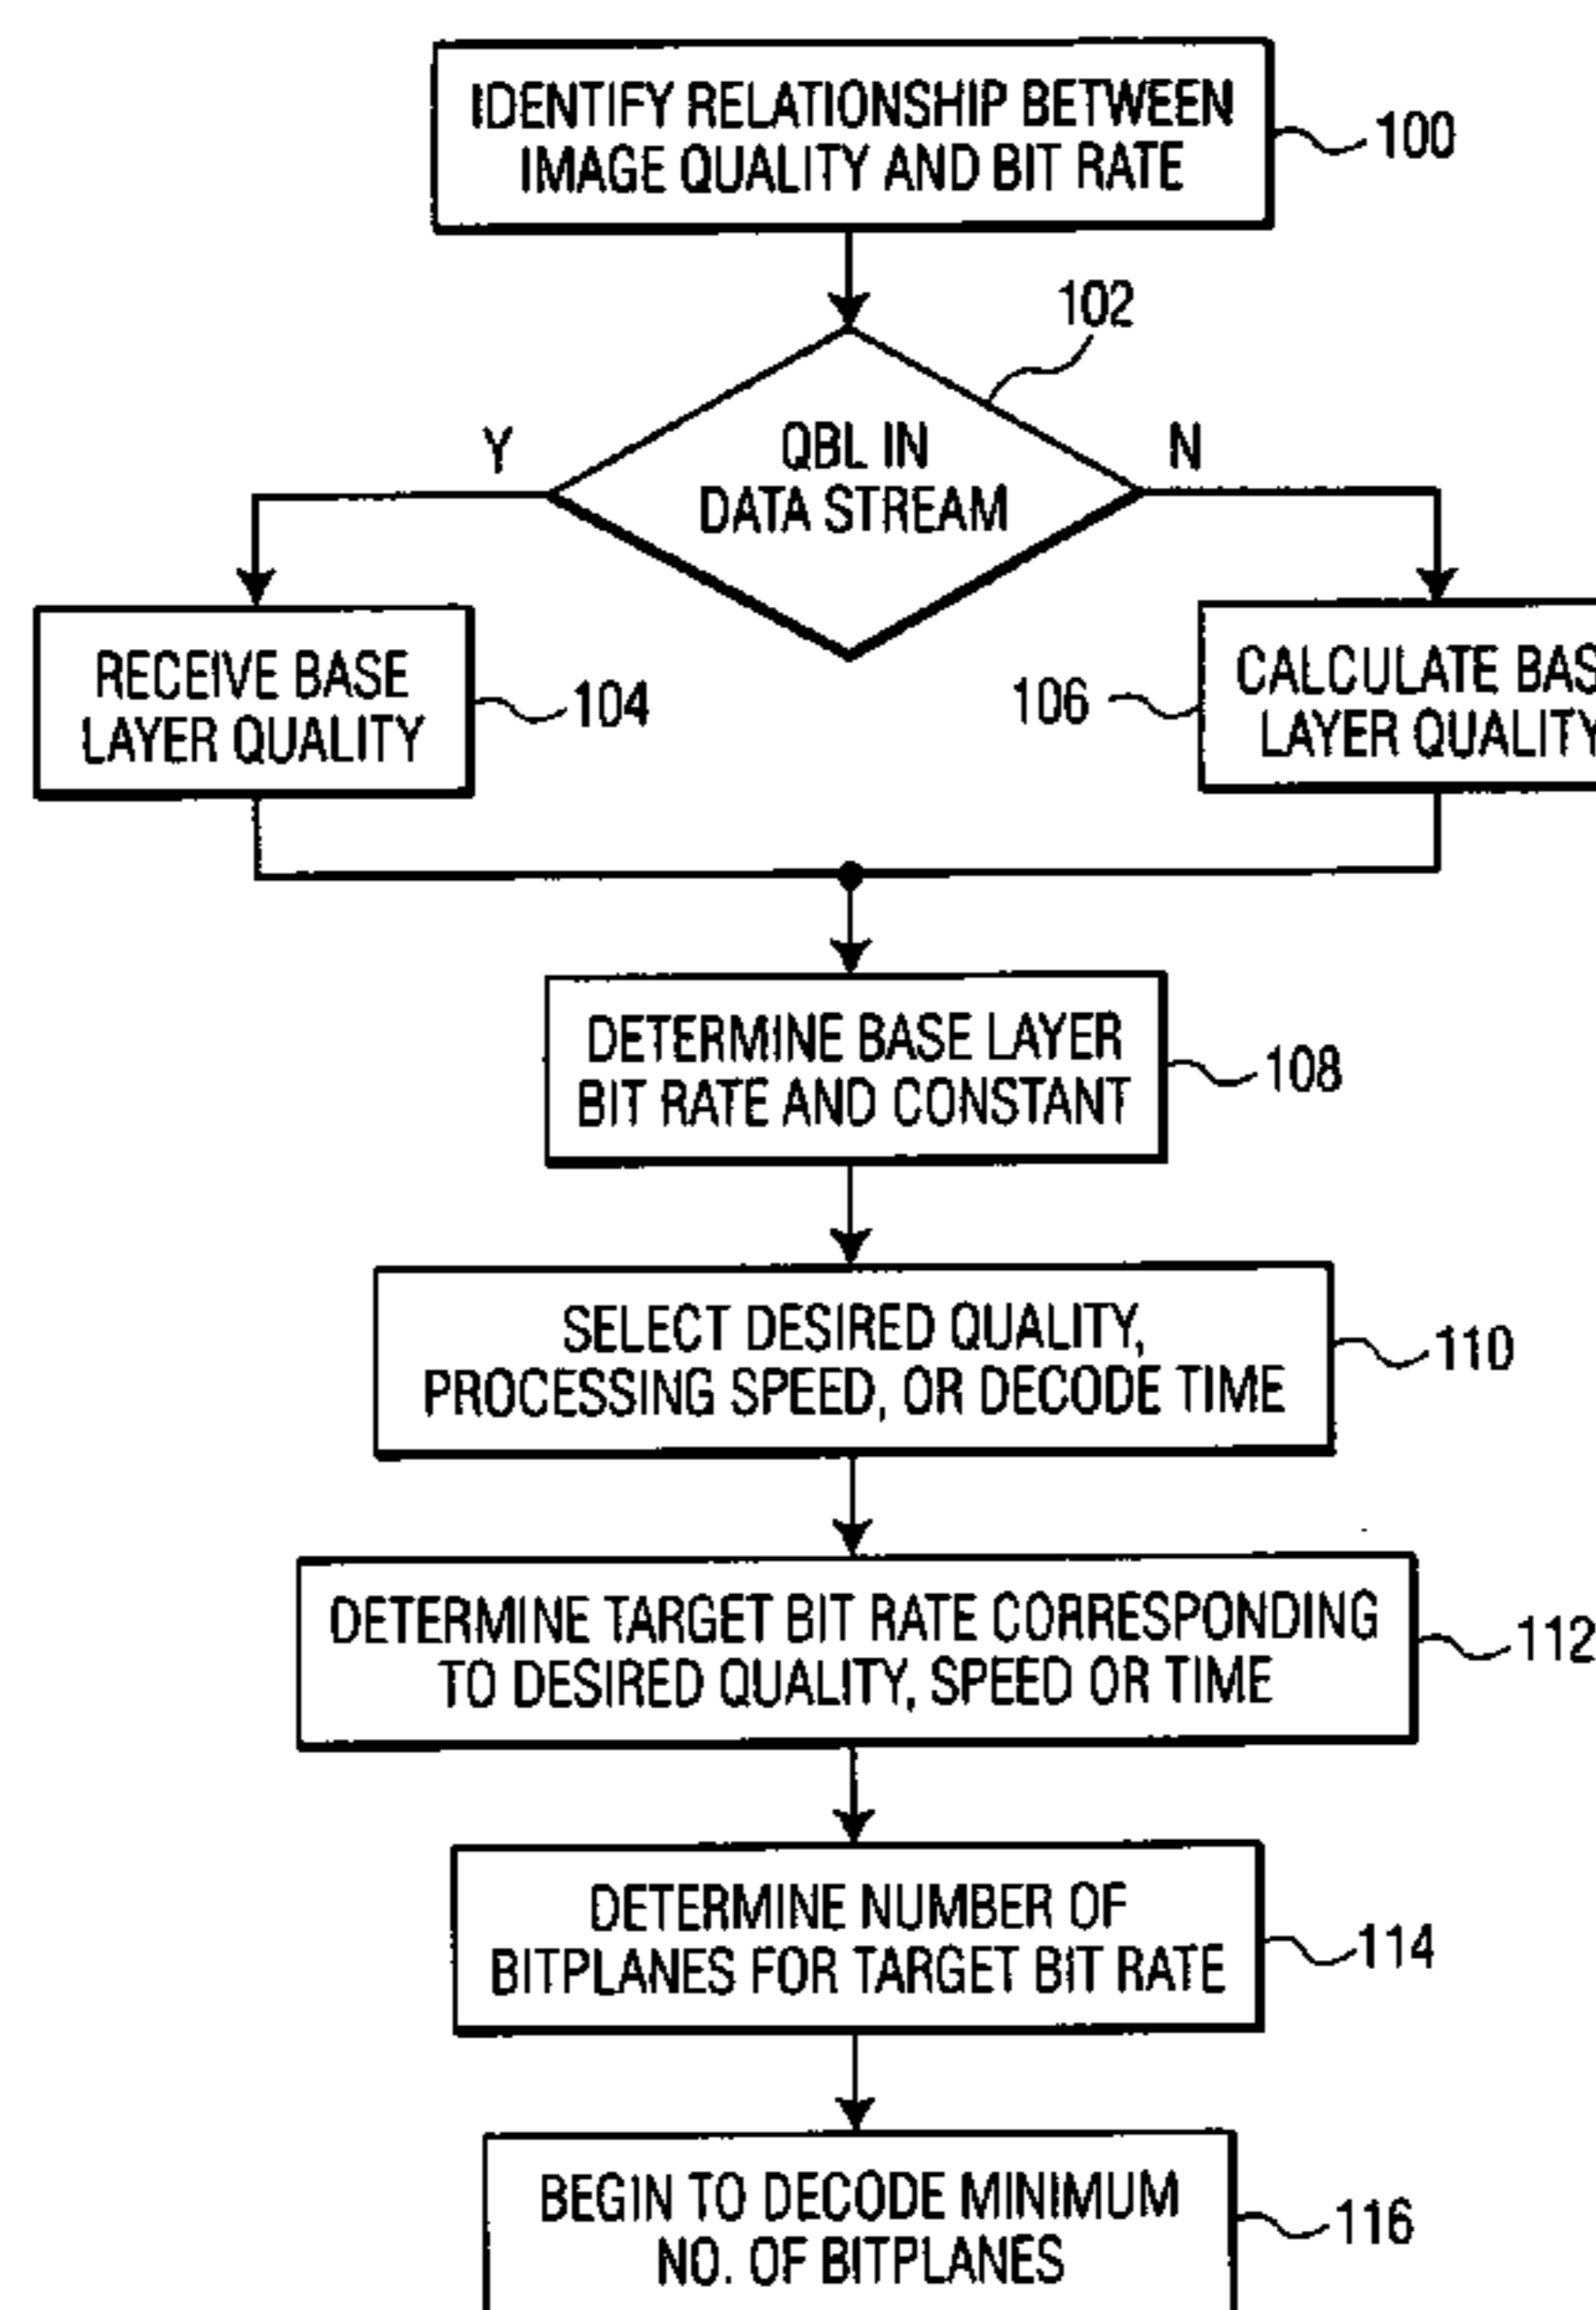 IDENTIFY RELATIONSHIP BETWEEN
IMAGE QUALITY AND BIT RATE
100
102
Y
QBL IN
DATA STREAM
N
RECEIVE BASE
LAYER QUALITY
104
106
CALCULATE BAS
LAYER QUALITY
DETERMINE BASE LAYER
BIT RATE AND CONSTANT
108
SELECT DESIRED QUALITY,
PROCESSING SPEED, OR DECODE TIME
110
DETERMINE TARGET BIT RATE CORRESPONDING
TO DESIRED QUALITY, SPEED OR TIME
112
DETERMINE NUMBER OF
BITPLANES FOR TARGET BIT RATE
114
BEGIN TO DECODE MINIMUM
NO. OF BITPLANES
116